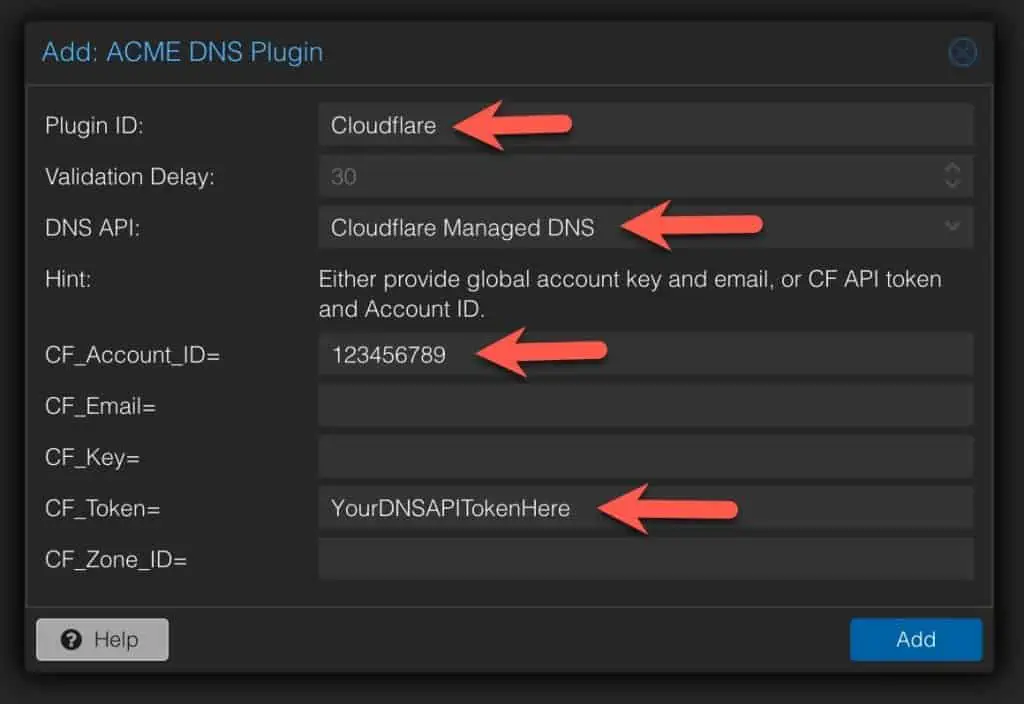 Add: ACME DNS Plugin
Plugin ID: Cloudflare
Validation Delay: 30
DNS API: Cloudflare Managed DNS
Hint: Either provide global account key and email, or CF API token
and Account ID.
CF_Account_ID= 123456789
CF_Email=
CF_Key=
CF_Token= YourDNSAPITokenHere
CF_Zone_ID=
Help Add